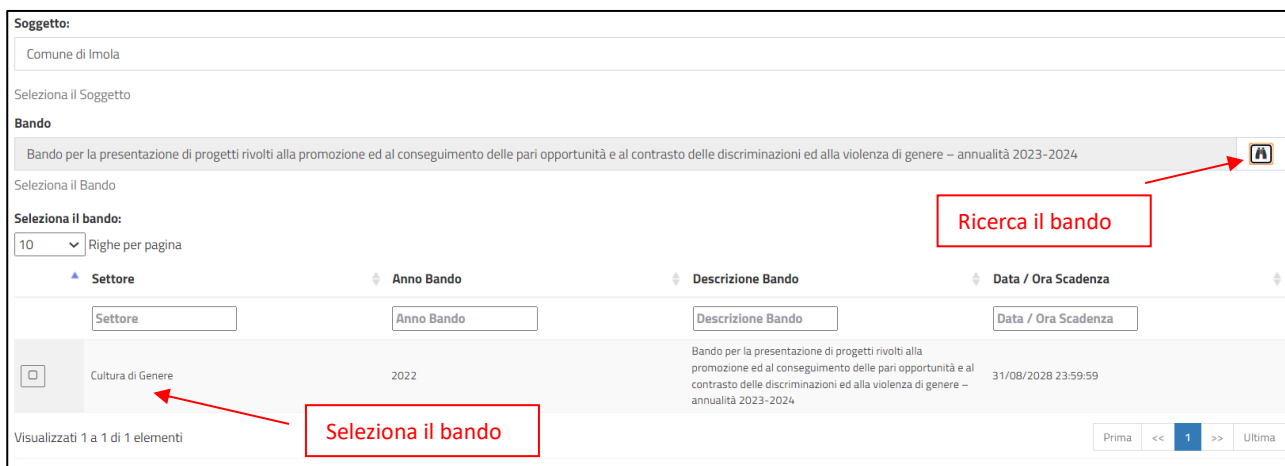 Soggetto:
Comune di Imola
Seleziona il Soggetto
Bando
Bando per la presentazione di progetti rivolti alla promozione ed al conseguimento delle pari opportunità e al contrasto delle discriminazioni ed alla violenza di genere – annualità 2023-2024
Seleziona il Bando
Ricerca il bando
Seleziona il bando:
10 Righe per pagina
Settore Anno Bando Descrizione Bando Data / Ora Scadenza
Settore Anno Bando Descrizione Bando Data / Ora Scadenza
Bando per la presentazione di progetti rivolti alla
promozione ed al conseguimento delle pari opportunità e al
Cultura di Genere 2022 contrasto delle discriminazioni ed alla violenza di genere – 31/08/2028 23:59:59
annualità 2023-2024
Seleziona il bando
Visualizzati 1 a 1 di 1 elementi Prima << 1 >> Ultima